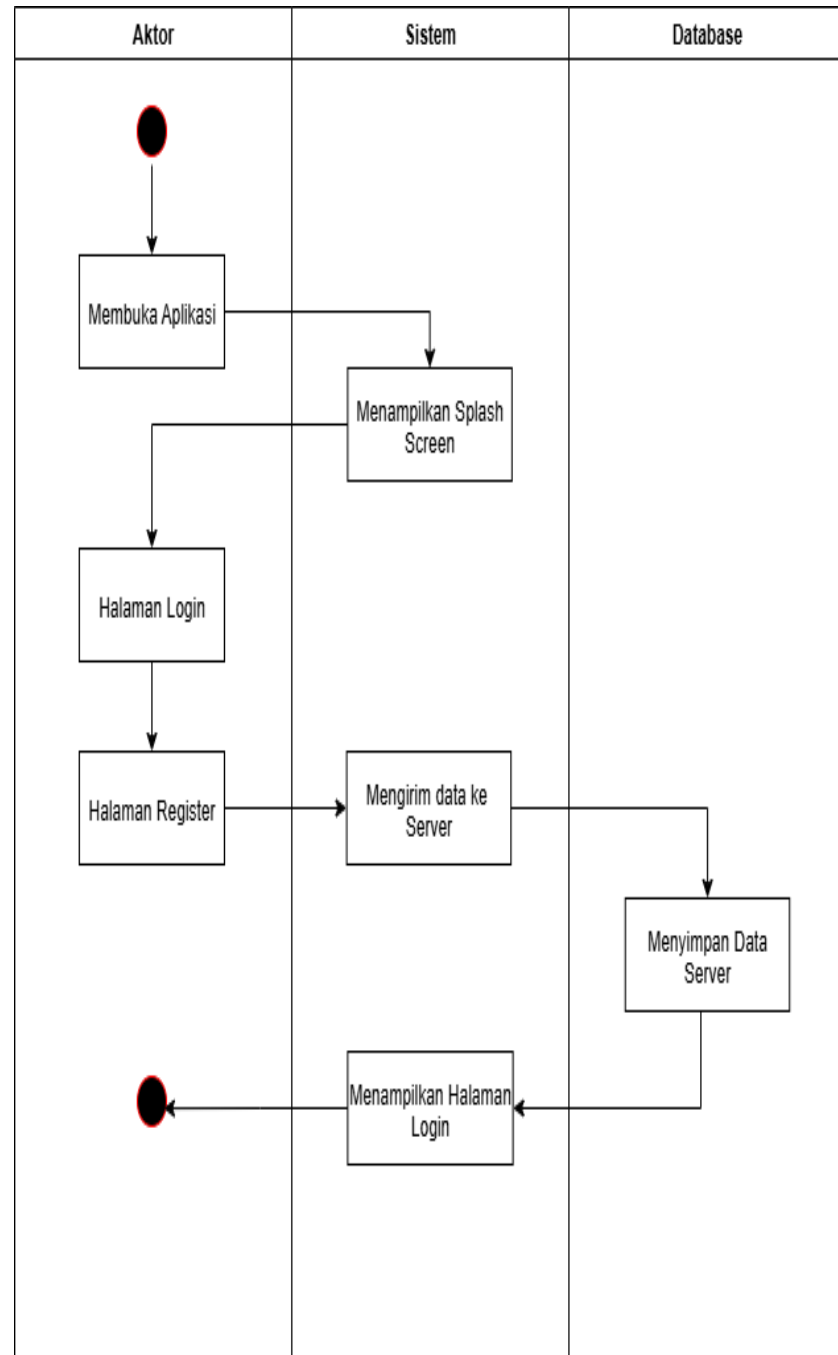 Aktor
Sistem
Database
Membuka Aplikasi
Menampilkan Splash
Screen
Halaman Login
Halaman Register
Mengirim data ke
Server
Menyimpan Data
Server
Menampilkan Halaman
Login